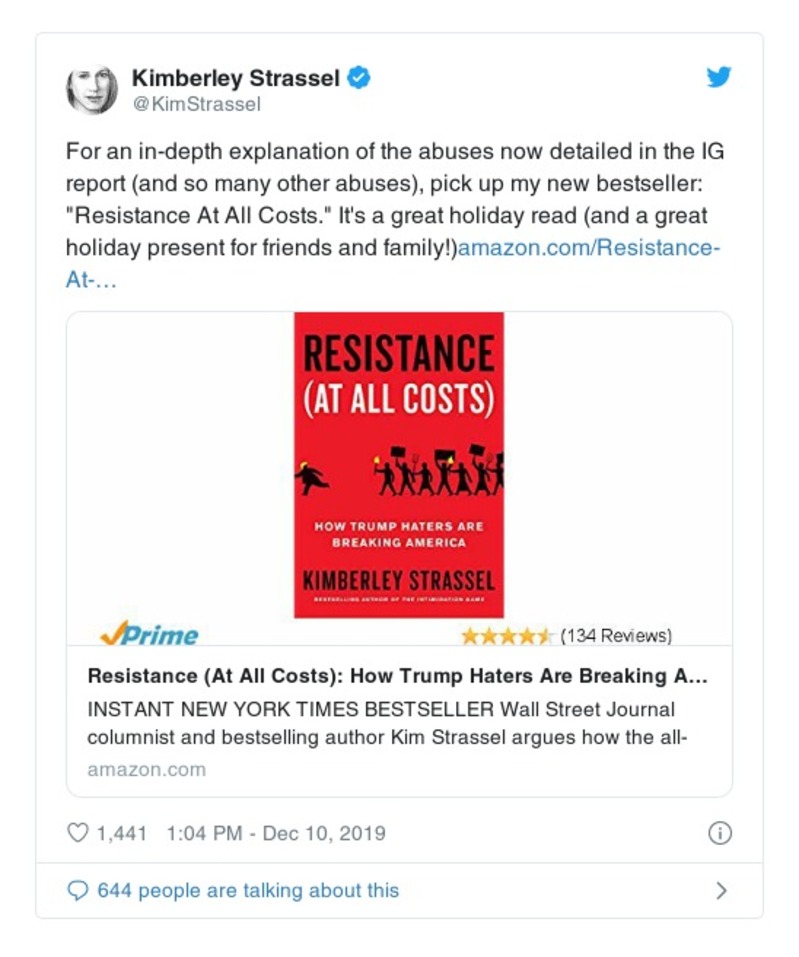 Kimberley Strassel
@KimStrassel
For an in-depth explanation of the abuses now detailed in the IG
report (and so many other abuses), pick up my new bestseller:
"Resistance At All Costs." It's a great holiday read (and a great
holiday present for friends and family!)amazon.com/Resistance-
At-…
RESISTANCE
(AT ALL COSTS)
HOW TRUMP HATERS ARE
BREAKING AMERICA
KIMBERLEY STRASSEL
BESTSELLING AUTHOR OF THE INTIMIDATION GAME
Prime
(134 Reviews)
Resistance (At All Costs): How Trump Haters Are Breaking A...
INSTANT NEW YORK TIMES BESTSELLER Wall Street Journal
columnist and bestselling author Kim Strassel argues how the all-
amazon.com
1,441 1:04 PM - Dec 10, 2019
644 people are talking about this